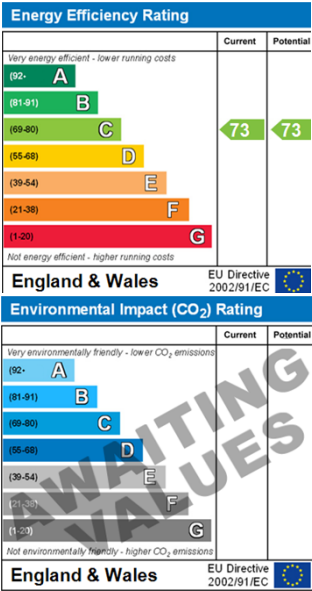 Energy Efficiency Rating
Current Potential
Very energy efficient - lower running costs
(92- A
(81-91) B
(69-80) C 73 73
(55-68) D
(39-54) E
(21-38) F
(1-20) G
Not energy efficient - higher running costs
England & Wales EU Directive 2002/91/EC
Environmental Impact (CO₂) Rating
Current Potential
Very environmentally friendly - lower CO₂ emissions
(92- A
(81-91) B
(69-80) C
(55-68) D
(39-54) E
(21-38) F
(1-20) G
AWAITING
VALUES
Not environmentally friendly - higher CO₂ emissions
England & Wales EU Directive 2002/91/EC